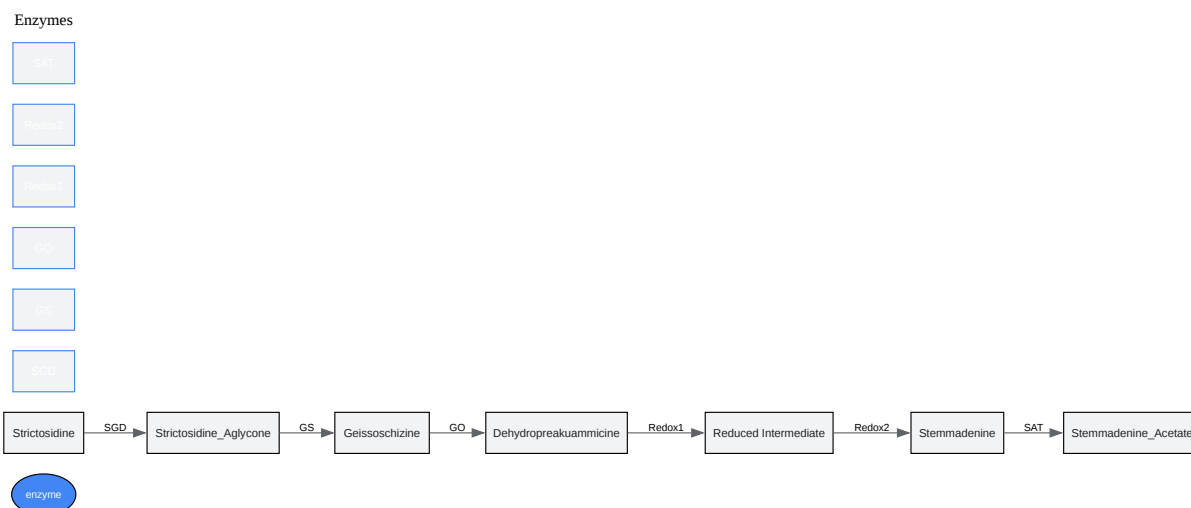 Enzymes
SAT
Redox2
Redox1
GO
GS
SGD
Strictosidine SGD Strictosidine_Aglycone GS Geissoschizine GO Dehydropreakuammicine Redox1 Reduced Intermediate Redox2 Stemmadenine SAT Stemmadenine_Acetate
enzyme